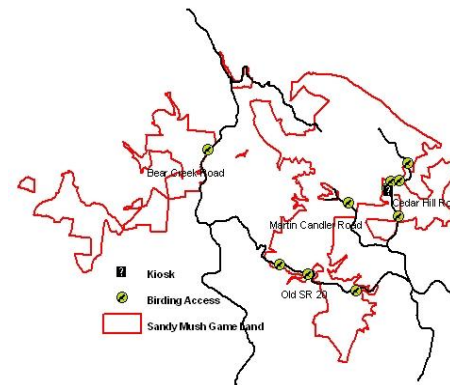 Bear Creek Road
Cedar Hill Ro
Martin Candler Road
? Kiosk
Birding Access
Old SR 20
Sandy Mush Game Land